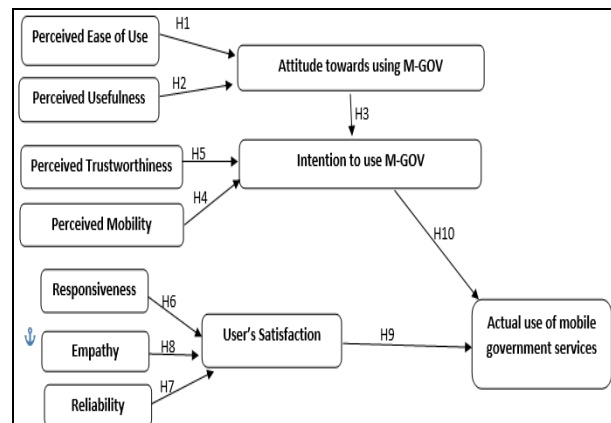 Perceived Ease of Use
H1
Attitude towards using M-GOV
Perceived Usefulness
H2
H3
Perceived Trustworthiness
H5
Intention to use M-GOV
H4
Perceived Mobility
H10
Responsiveness
H6
User's Satisfaction
H9
Actual use of mobile
government services
Empathy
H8
H7
Reliability